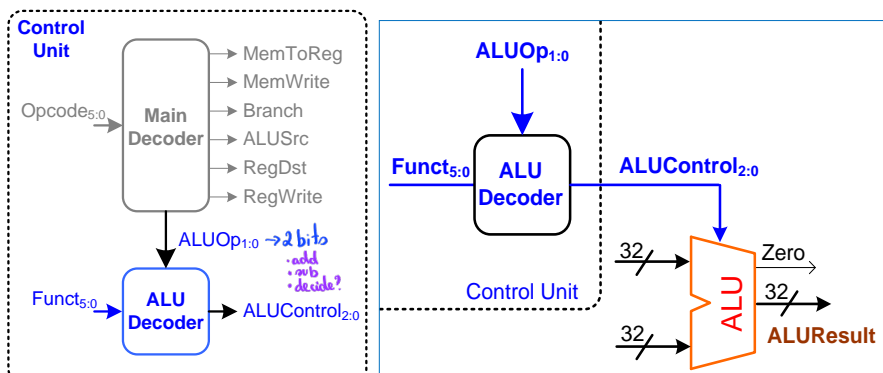 Control
Unit
Opcode5:0
Main
Decoder
MemToReg
MemWrite
Branch
ALUSrc
RegDst
RegWrite
ALUOp1:0 → 2 bits
• add
• sub
• decide?
Funct5:0
ALU
Decoder
ALUControl2:0
ALUOp1:0
Funct5:0
ALU
Decoder
ALUControl2:0
Control Unit
32
32
ALU
Zero
32
ALUResult